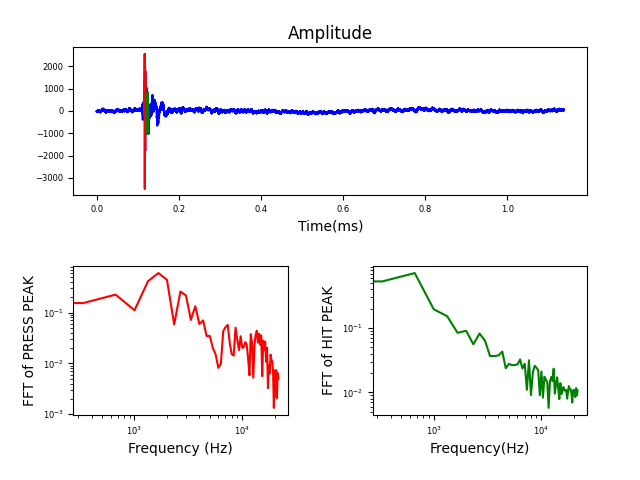 Amplitude
2000
1000
0
−1000
−2000
−3000
0.0 0.2 0.4 0.6 0.8 1.0
Time(ms)
FFT of PRESS PEAK
10⁻¹
10⁻²
10⁻³
10³ 10⁴
Frequency (Hz)
FFT of HIT PEAK
10⁻¹
10⁻²
10³ 10⁴
Frequency(Hz)